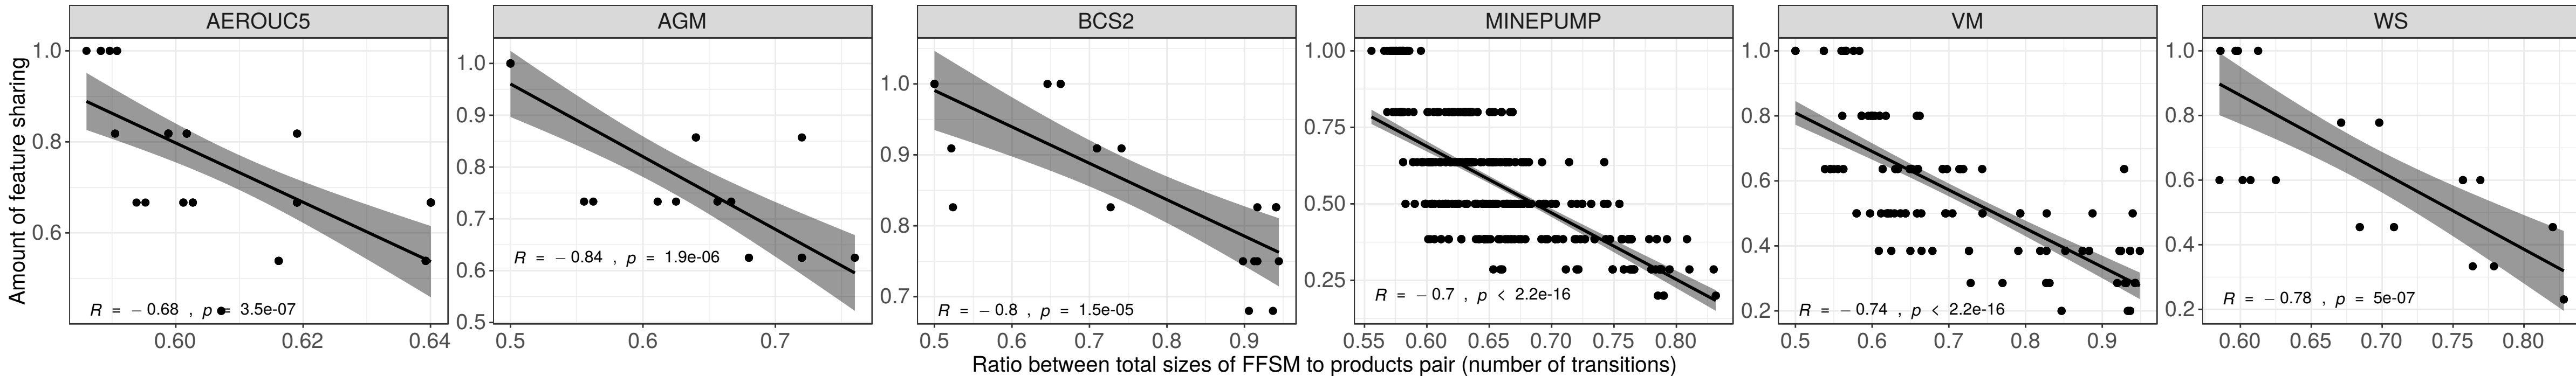 AEROUC5 AGM BCS2 MINEPUMP VM WS
Amount of feature sharing
1.0 0.8 0.6
R = − 0.68 , p = 3.5e-07
0.60 0.62 0.64
1.0 0.9 0.8 0.7 0.6 0.5
R = − 0.84 , p = 1.9e-06
0.5 0.6 0.7
1.0 0.9 0.8 0.7
R = − 0.8 , p = 1.5e-05
0.5 0.6 0.7 0.8 0.9
1.00 0.75 0.50 0.25
R = − 0.7 , p < 2.2e-16
0.55 0.60 0.65 0.70 0.75 0.80
1.0 0.8 0.6 0.4 0.2
R = − 0.74 , p < 2.2e-16
0.5 0.6 0.7 0.8 0.9
1.0 0.8 0.6 0.4 0.2
R = − 0.78 , p = 5e-07
0.60 0.65 0.70 0.75 0.80
Ratio between total sizes of FFSM to products pair (number of transitions)